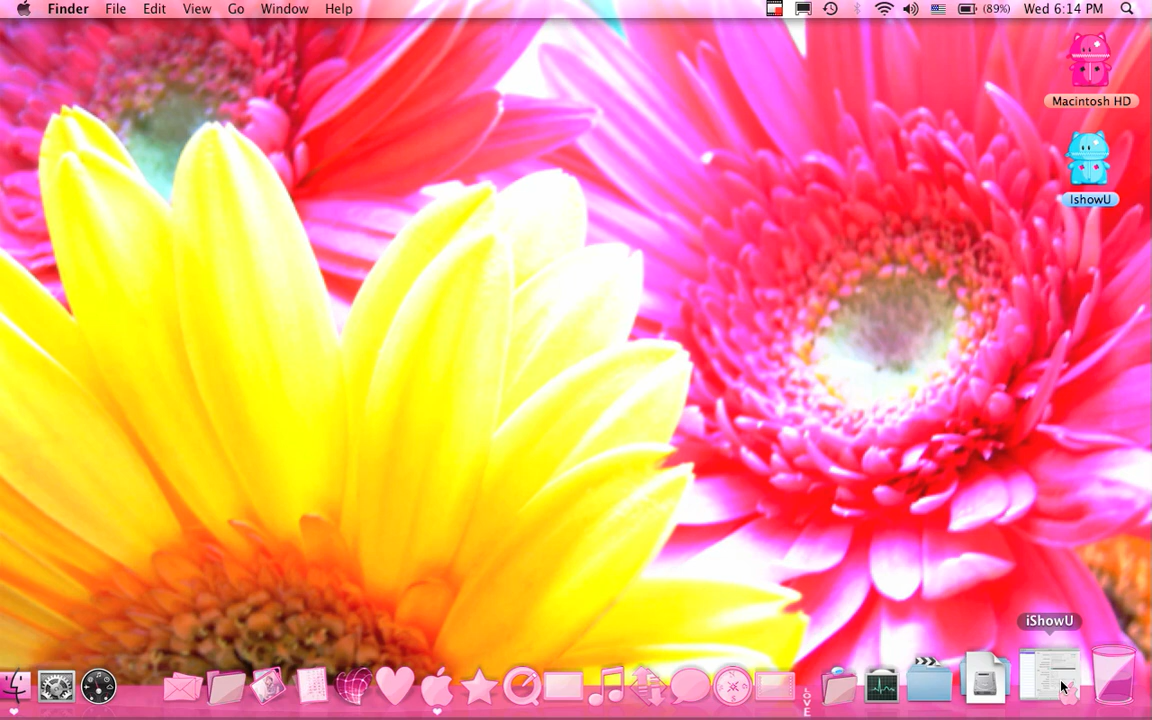 Finder File Edit View Go Window Help (89%) Wed 6:14 PM
Macintosh HD
IshowU
iShowU
LOVE